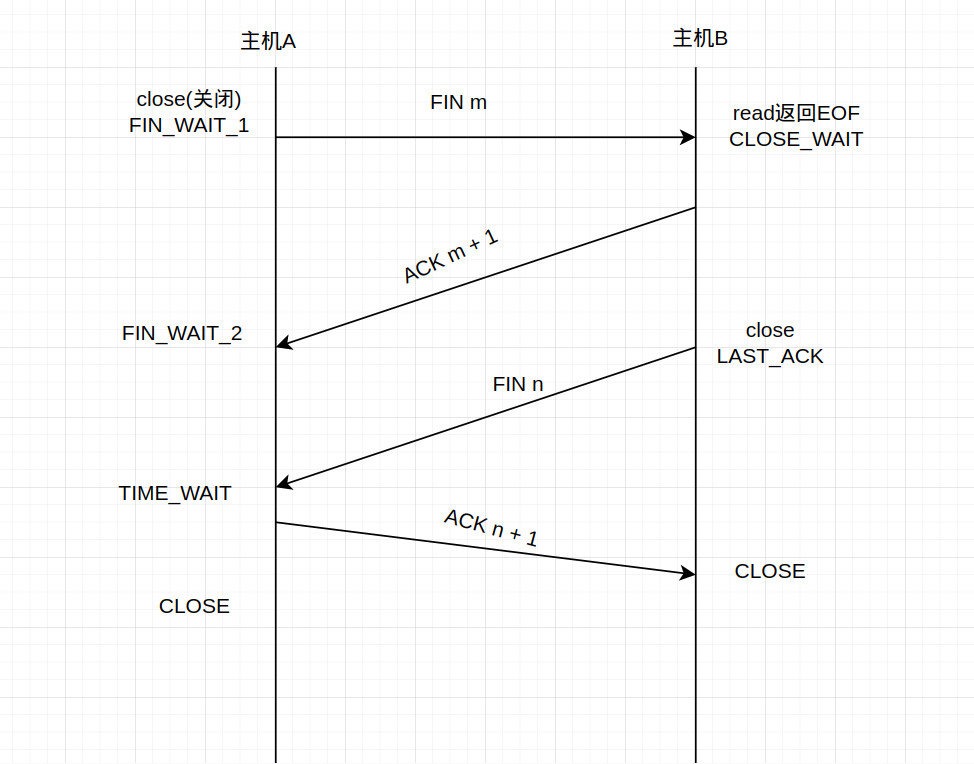 主机A
主机B
close(关闭)
FIN_WAIT_1
FIN m
read返回EOF
CLOSE_WAIT
ACK m + 1
FIN_WAIT_2
close
LAST_ACK
FIN n
TIME_WAIT
ACK n + 1
CLOSE
CLOSE